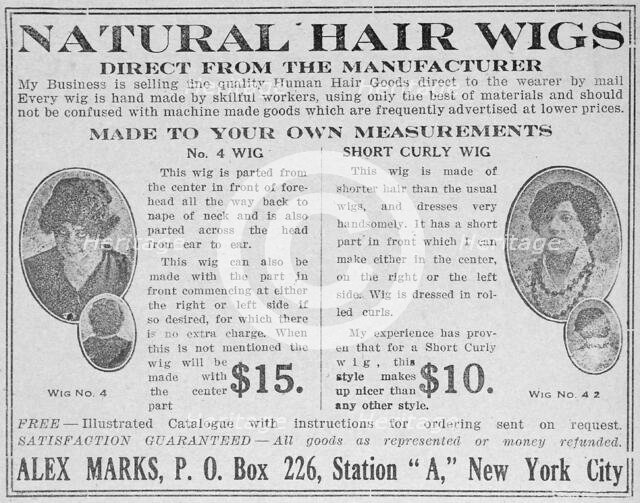 NATURAL HAIR WIGS
DIRECT FROM THE MANUFACTURER
My Business is selling fine quality Human Hair Goods direct to the wearer by mail
Every wig is hand made by skilful workers, using only the best of materials and should
not be confused with machine made goods which are frequently advertised at lower prices.
MADE TO YOUR OWN MEASUREMENTS
No. 4 WIG
This wig is parted from
the center in front of fore-
head all the way back to
nape of neck and is also
parted across the head
from ear to ear.
This wig can also be
made with the part in
front commencing at either
the right or left side if
so desired, for which there
is no extra charge. When
this is not mentioned the
wig will be
made with
the center
part
$15.
WIG NO. 4
SHORT CURLY WIG
This wig is made of
shorter hair than the usual
wigs, and dresses very
handsomely. It has a short
part in front which I can
make either in the center,
on the right or the left
side. Wig is dressed in rol-
led curls.
My experience has prov-
en that for a Short Curly
wig, this
style makes
up nicer than
any other style.
$10.
WIG NO. 42
FREE — Illustrated Catalogue with instructions for ordering sent on request.
SATISFACTION GUARANTEED — All goods as represented or money refunded.
ALEX MARKS, P. O. Box 226, Station "A," New York City
Heritage
Heritage
Heritage
Heritage